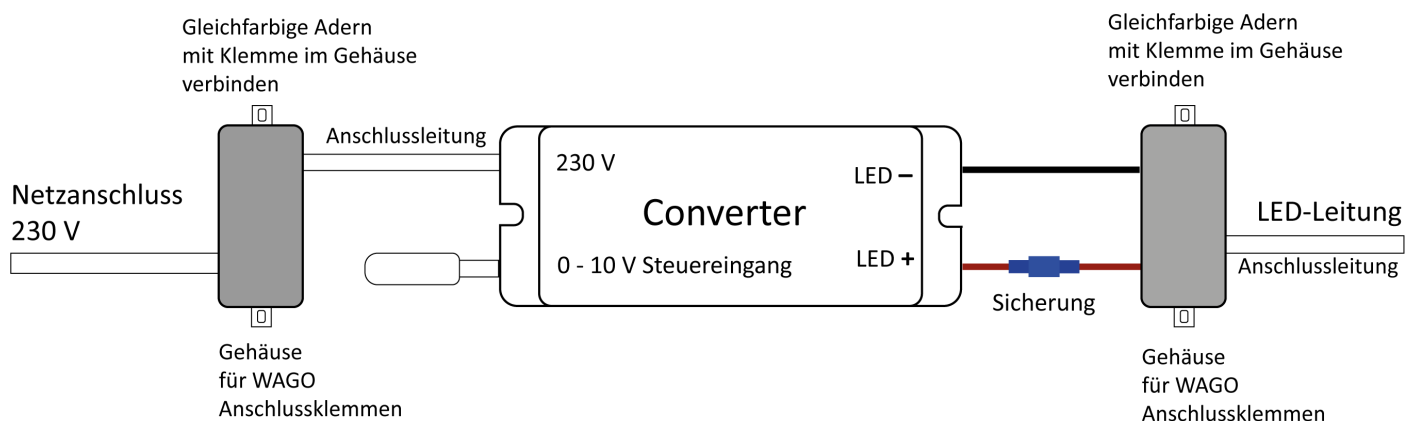 Gleichfarbige Adern
mit Klemme im Gehäuse
verbinden
Gleichfarbige Adern
mit Klemme im Gehäuse
verbinden
Anschlussleitung
230 V
LED –
Netzanschluss
230 V
Converter
LED-Leitung
0 - 10 V Steuereingang
LED +
Anschlussleitung
Sicherung
Gehäuse
für WAGO
Anschlussklemmen
Gehäuse
für WAGO
Anschlussklemmen